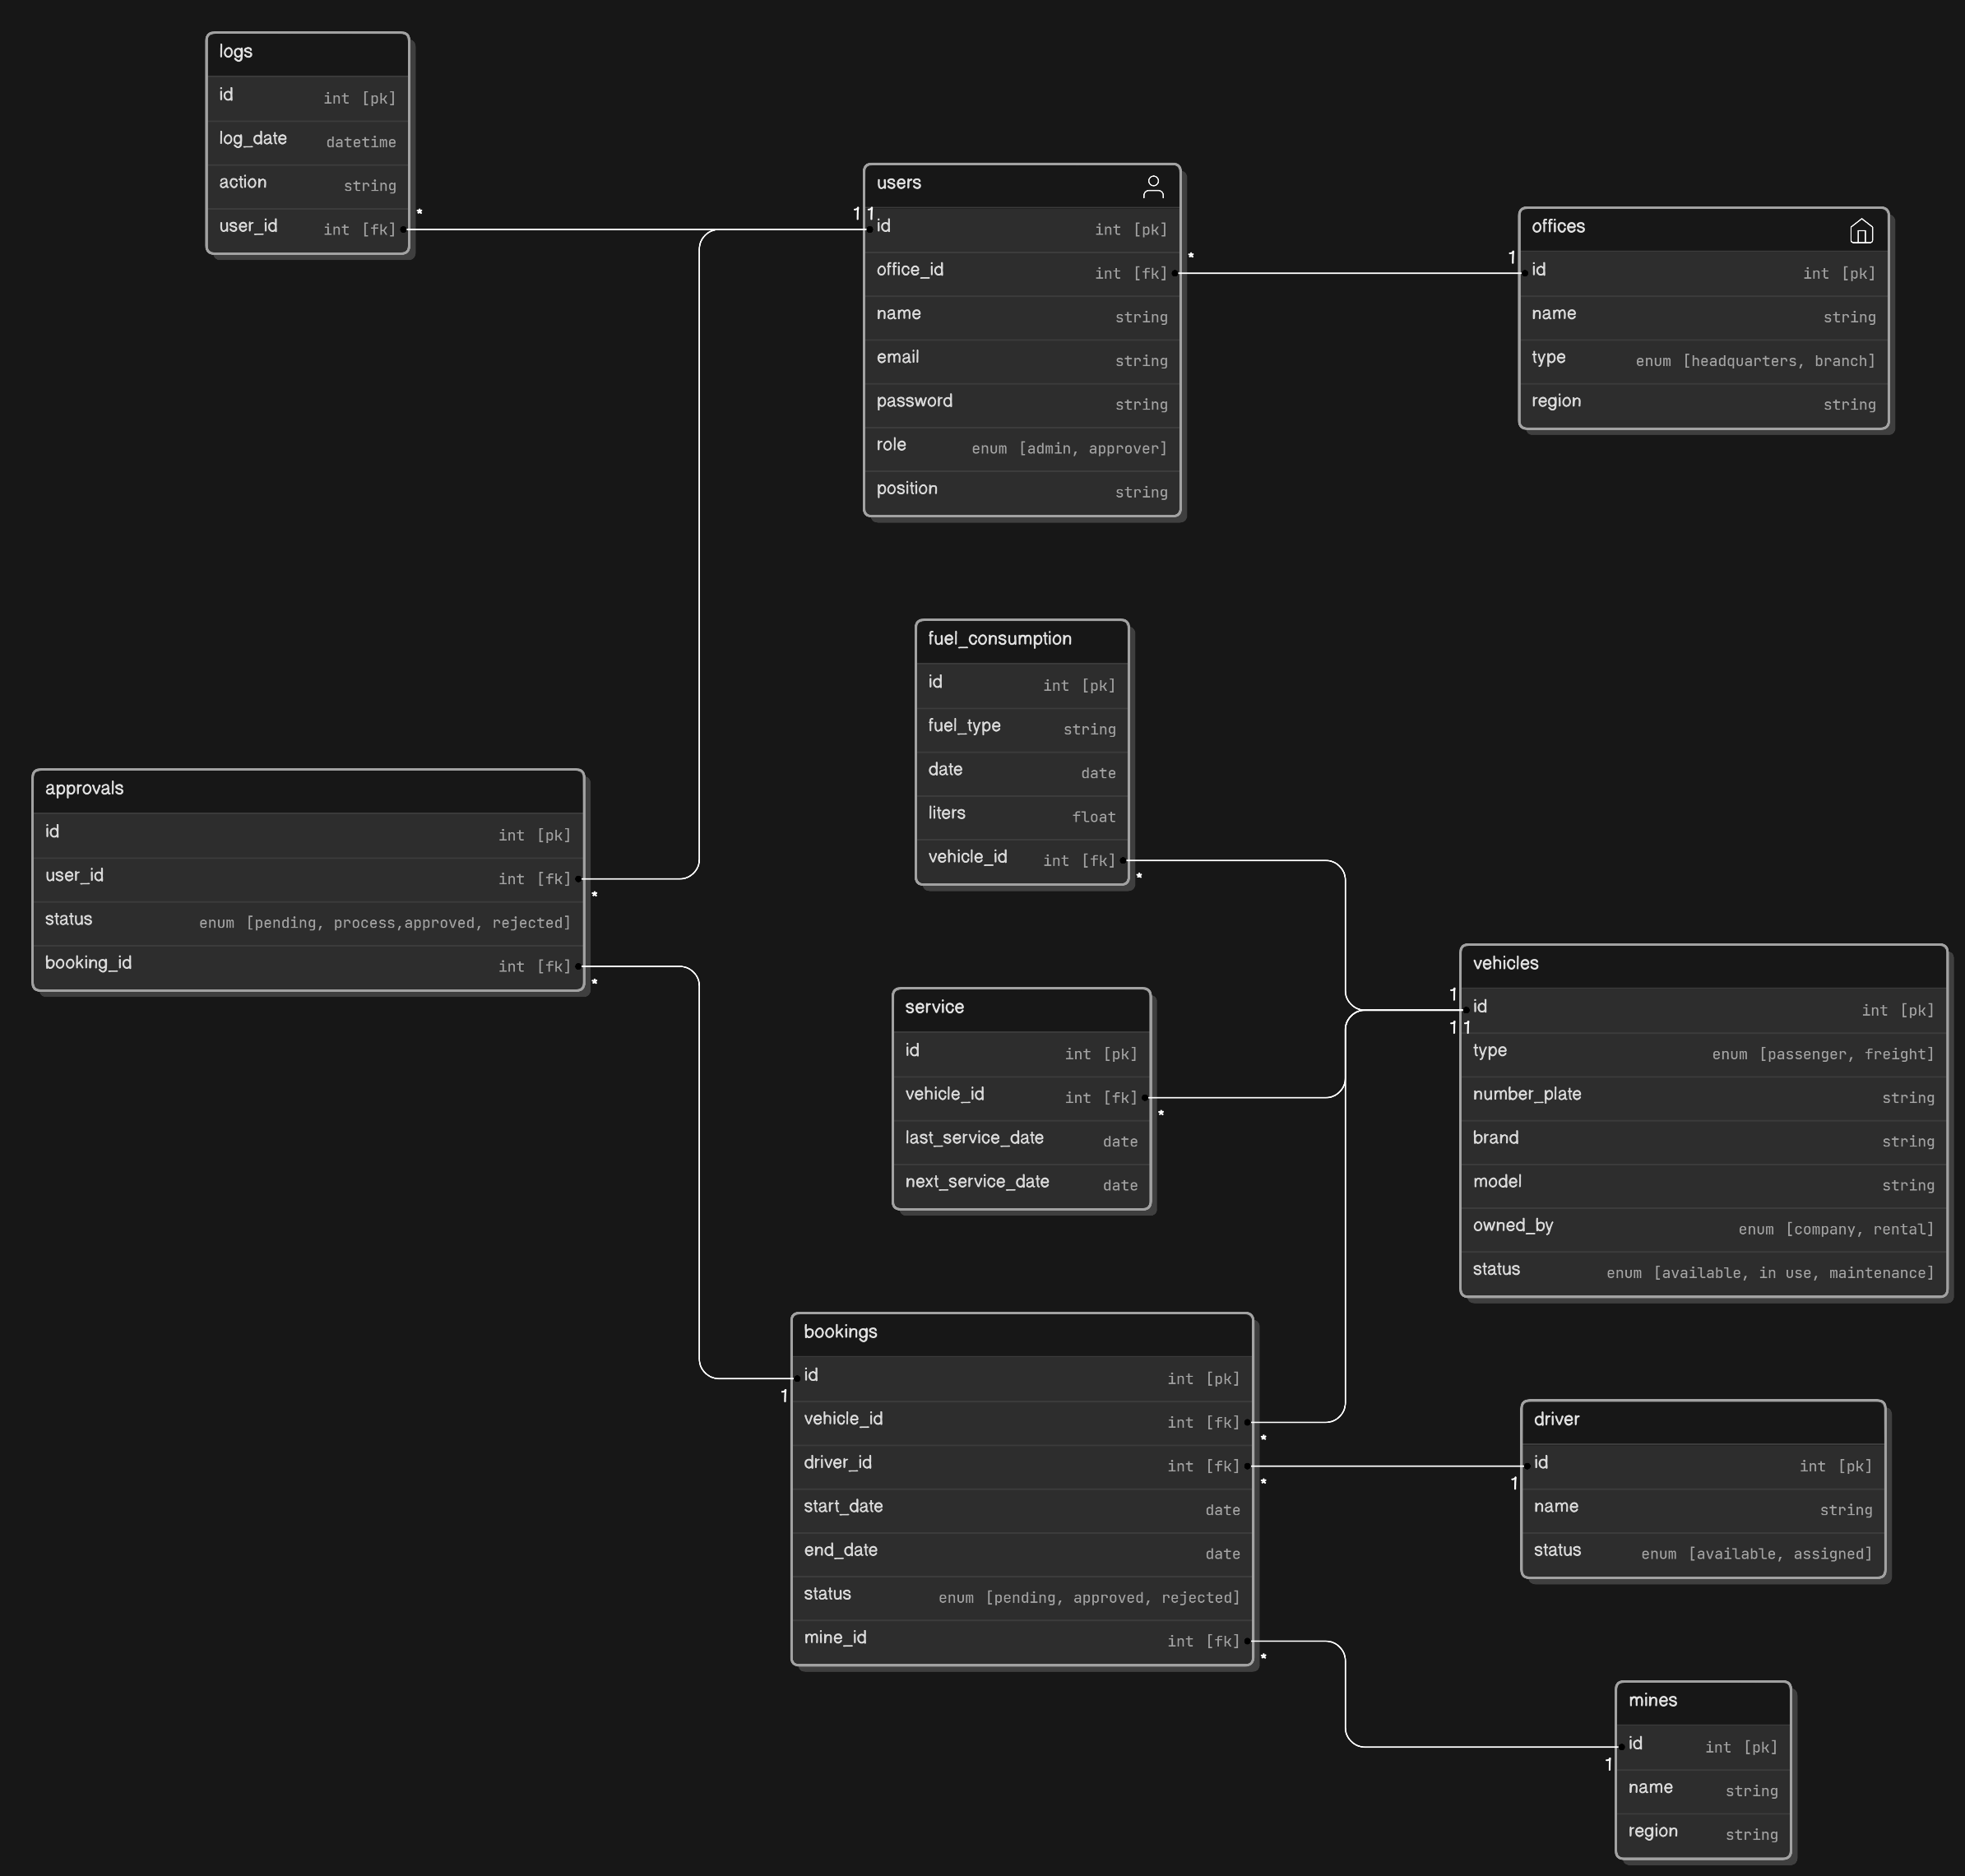 logs
id int [pk]
log_date datetime
action string
user_id int [fk]
*
1 1
users
id int [pk]
office_id int [fk]
name string
email string
password string
role enum [admin, approver]
position string
*
1
offices
id int [pk]
name string
type enum [headquarters, branch]
region string
fuel_consumption
id int [pk]
fuel_type string
date date
liters float
vehicle_id int [fk]
*
approvals
id int [pk]
user_id int [fk]
*
status enum [pending, process,approved, rejected]
booking_id int [fk]
*
service
id int [pk]
vehicle_id int [fk]
*
last_service_date date
next_service_date date
vehicles
1
id int [pk]
1 1
type enum [passenger, freight]
number_plate string
brand string
model string
owned_by enum [company, rental]
status enum [available, in use, maintenance]
bookings
id int [pk]
1
vehicle_id int [fk]
*
driver_id int [fk]
*
start_date date
end_date date
status enum [pending, approved, rejected]
mine_id int [fk]
*
driver
id int [pk]
1
name string
status enum [available, assigned]
mines
id int [pk]
1
name string
region string